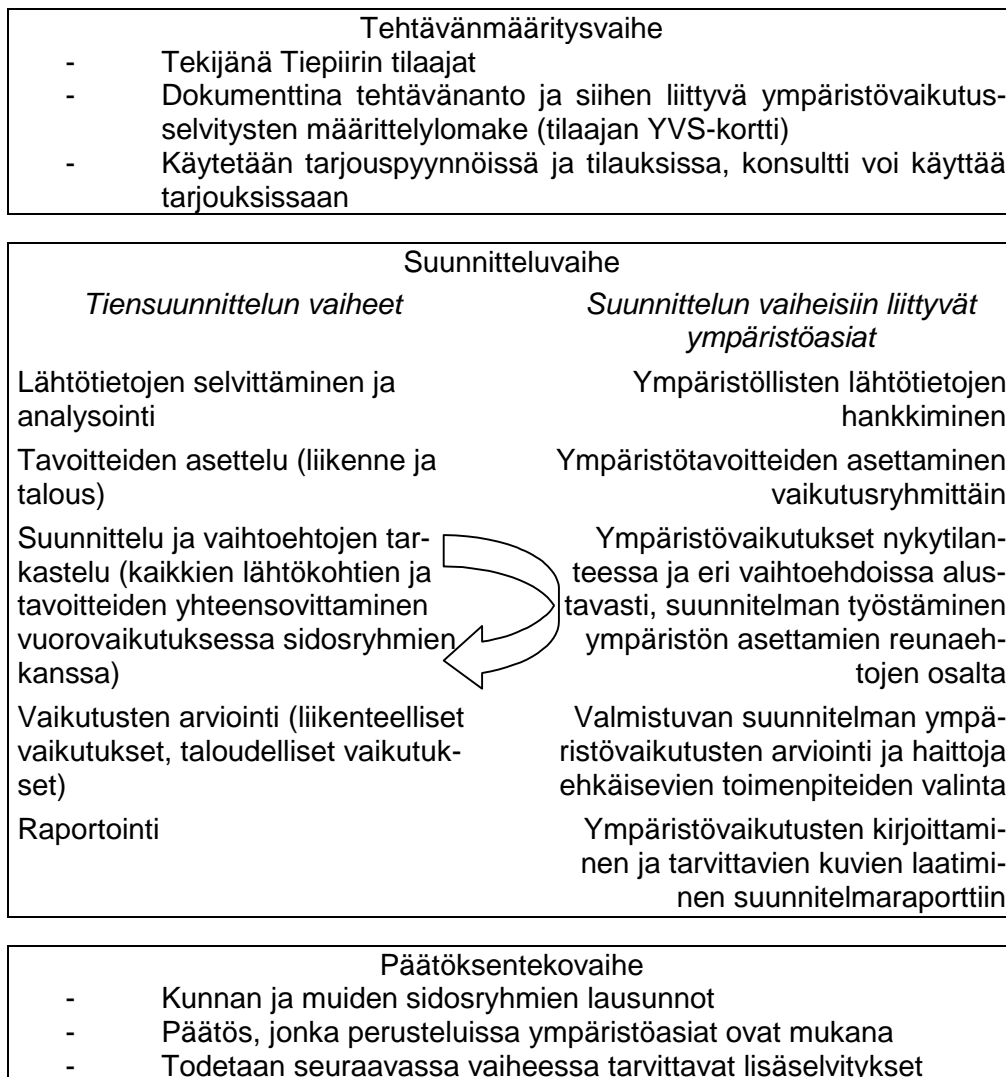 Tehtävänmääritysvaihe
- Tekijänä Tiepiirin tilaajat
- Dokumenttina tehtävänanto ja siihen liittyvä ympäristövaikutus-
selvitysten määrittelylomake (tilaajan YVS-kortti)
- Käytetään tarjouspyynnöissä ja tilauksissa, konsultti voi käyttää
tarjouksissaan
Suunnitteluvaihe
Tiensuunnittelun vaiheet
Suunnittelun vaiheisiin liittyvät
ympäristöasiat
Lähtötietojen selvittäminen ja
analysointi
Ympäristöllisten lähtötietojen
hankkiminen
Tavoitteiden asettelu (liikenne ja
talous)
Ympäristötavoitteiden asettaminen
vaikutusryhmittäin
Suunnittelu ja vaihtoehtojen tar-
kastelu (kaikkien lähtökohtien ja
tavoitteiden yhteensovittaminen
vuorovaikutuksessa sidosryhmien
kanssa)
Ympäristövaikutukset nykytilan-
teessa ja eri vaihtoehdoissa alus-
tavasti, suunnitelman työstäminen
ympäristön asettamien reunaeh-
tojen osalta
Vaikutusten arviointi (liikenteelliset
vaikutukset, taloudelliset vaikutuk-
set)
Valmistuvan suunnitelman ympä-
ristövaikutusten arviointi ja haittoja
ehkäisevien toimenpiteiden valinta
Raportointi
Ympäristövaikutusten kirjoittami-
nen ja tarvittavien kuvien laatimi-
nen suunnitelmaraporttiin
Päätöksentekovaihe
- Kunnan ja muiden sidosryhmien lausunnot
- Päätös, jonka perusteluissa ympäristöasiat ovat mukana
- Todetaan seuraavassa vaiheessa tarvittavat lisäselvitykset